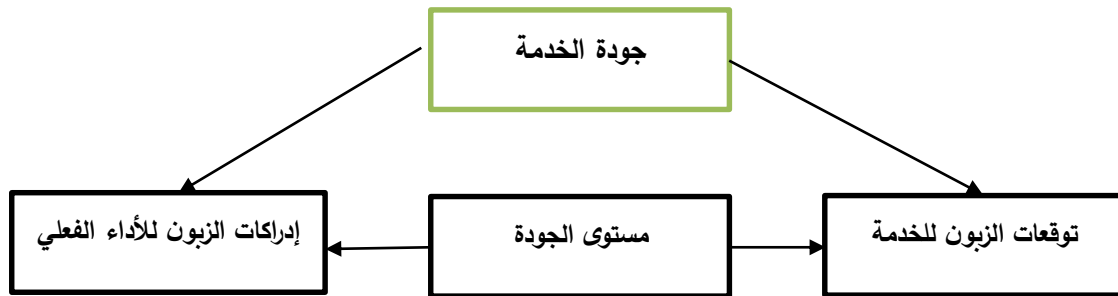 جودة الخدمة
توقعات الزبون للخدمة
مستوى الجودة
إدراكات الزبون للأداء الفعلي